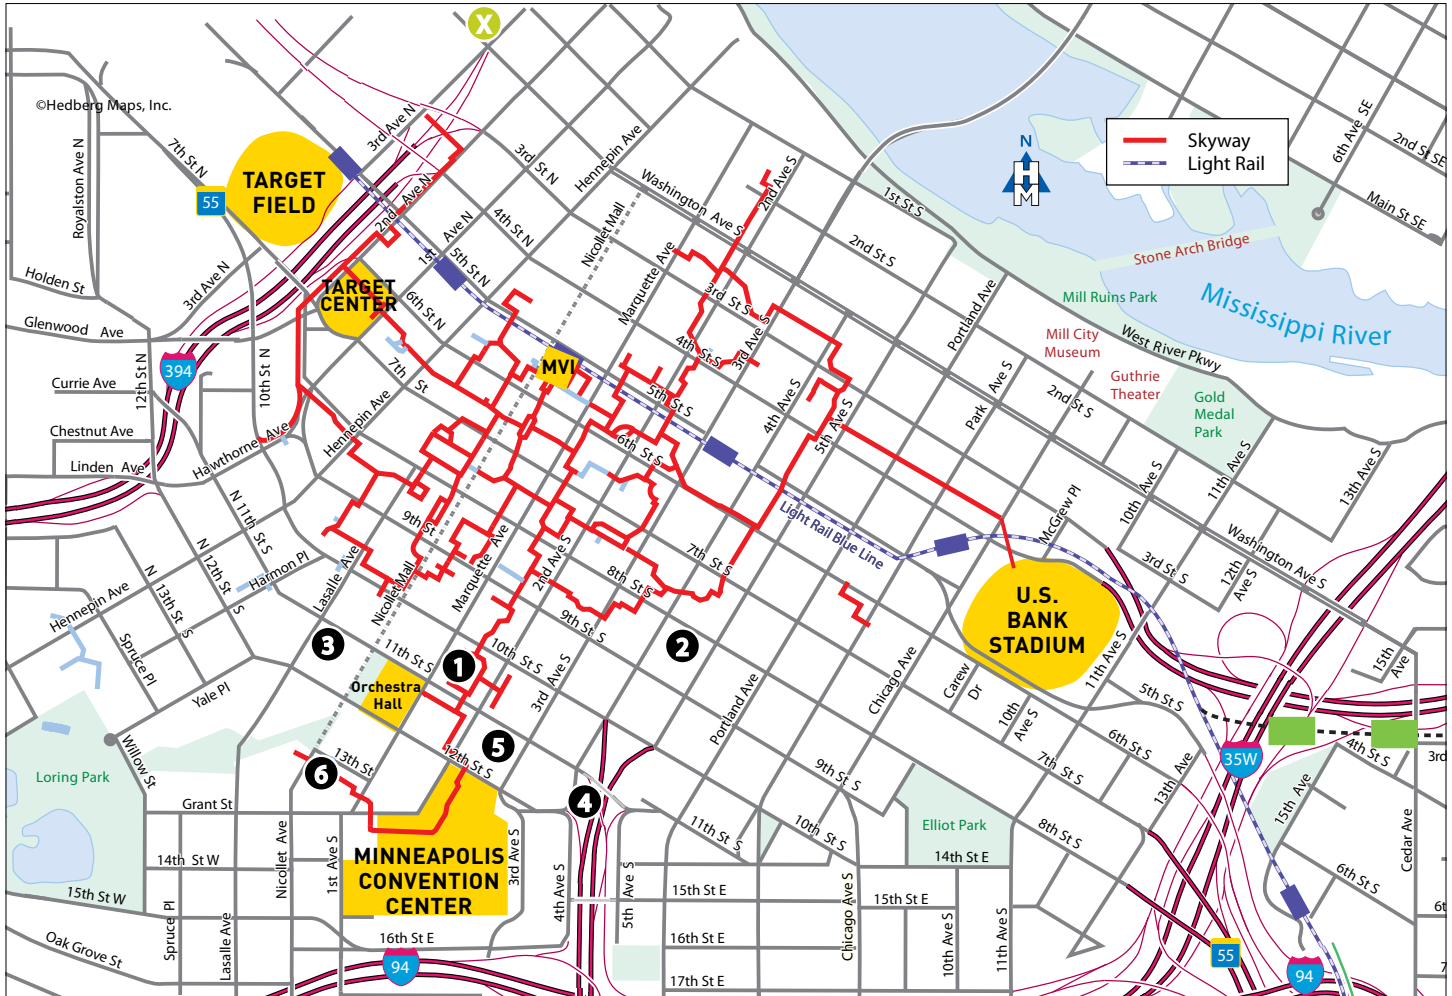 X
©Hedberg Maps, Inc.
Royalston Ave N
7th St N
3rd Ave N
3rd St N
Hennepin Ave
6th Ave SE
2nd St SE
Main St SE
N
H
M
Skyway
Light Rail
TARGET
FIELD
55
2nd Ave N
4th St N
Washington Ave S
2nd Ave S
1st St S
2nd St S
Nicollet Mall
Marquette Ave
1st Ave N
5th St N
Stone Arch Bridge
Mississippi River
Holden St
3rd Ave N
TARGET
CENTER
6th St N
3rd St S
Portland Ave
Mill Ruins Park
West River Pkwy
Glenwood Ave
394
12th St N
10th St N
Currie Ave
Chestnut Ave
Linden Ave
Hawthorne Ave
Hennepin Ave
7th St
MVI
4th St S
3rd Ave S
5th St S
6th St S
4th Ave S
5th Ave S
Park Ave S
2nd St S
Mill City
Museum
Guthrie
Theater
Gold
Medal
Park
10th Ave S
11th Ave S
13th Ave S
Washington Ave S
McGrew Pl
Light Rail Blue Line
N 11th St S
N 12th St S
N 13th St S
Harmon Pl
Hennepin Ave
Spruce Pl
Yale Pl
9th St
Lasalle Ave
Nicollet Mall
Marquette Ave
2nd Ave S
7th St S
8th St S
9th St S
10th St S
11th St S
3rd Ave S
3rd St S
12th Ave S
U.S.
BANK
STADIUM
15th Ave
11th Ave S
5th St S
Carew Dr
10th Ave S
Chicago Ave
Portland Ave
3
1
2
Orchestra
Hall
5
6
4
12th St S
13th St
Willow St
Loring Park
Grant St
6th St S
7th St S
8th St S
9th St S
10th St S
11th St S
13th Ave
35W
15th Ave
4th St S
3rd
Cedar Ave
Elliot Park
14th St E
14th St W
Nicollet Ave
1st Ave S
MINNEAPOLIS
CONVENTION
CENTER
3rd Ave S
4th Ave S
5th Ave S
15th St E
15th St E
Chicago Ave S
10th Ave S
11th Ave S
6th St S
6t
15th St W
Spruce Pl
Lasalle Ave
Oak Grove St
16th St E
16th St E
17th St E
94
55
94
7